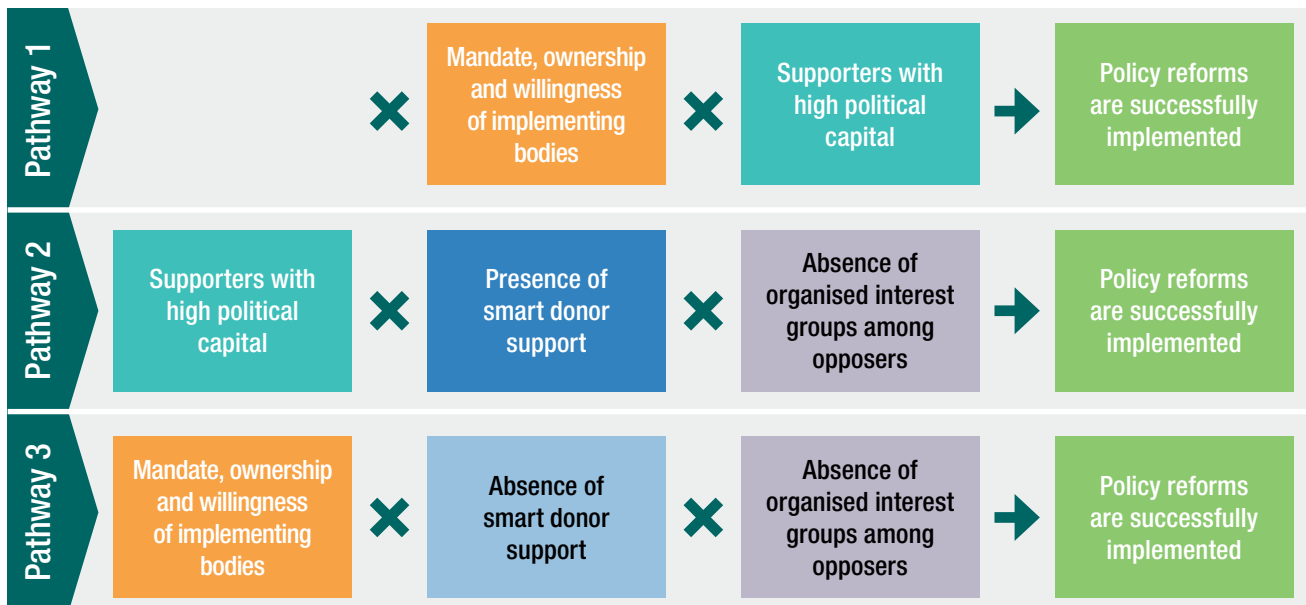 Pathway 1
Mandate, ownership
and willingness
of implementing
bodies
Supporters with
high political
capital
Policy reforms
are successfully
implemented
Pathway 2
Supporters with
high political
capital
Presence of
smart donor
support
Absence of
organised interest
groups among
opposers
Policy reforms
are successfully
implemented
Pathway 3
Mandate, ownership
and willingness
of implementing
bodies
Absence of
smart donor
support
Absence of
organised interest
groups among
opposers
Policy reforms
are successfully
implemented